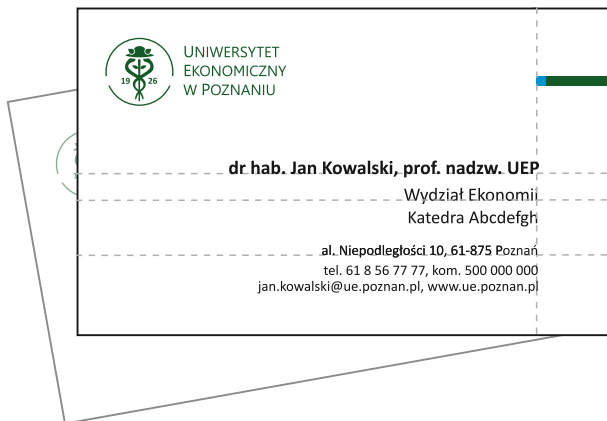 UNIWERSYTET
EKONOMICZNY
W POZNANIU
19 26
dr hab. Jan Kowalski, prof. nadzw. UEP
Wydział Ekonomii
Katedra Abcdefgh
al. Niepodległości 10, 61-875 Poznań
tel. 61 8 56 77 77, kom. 500 000 000
jan.kowalski@ue.poznan.pl, www.ue.poznan.pl